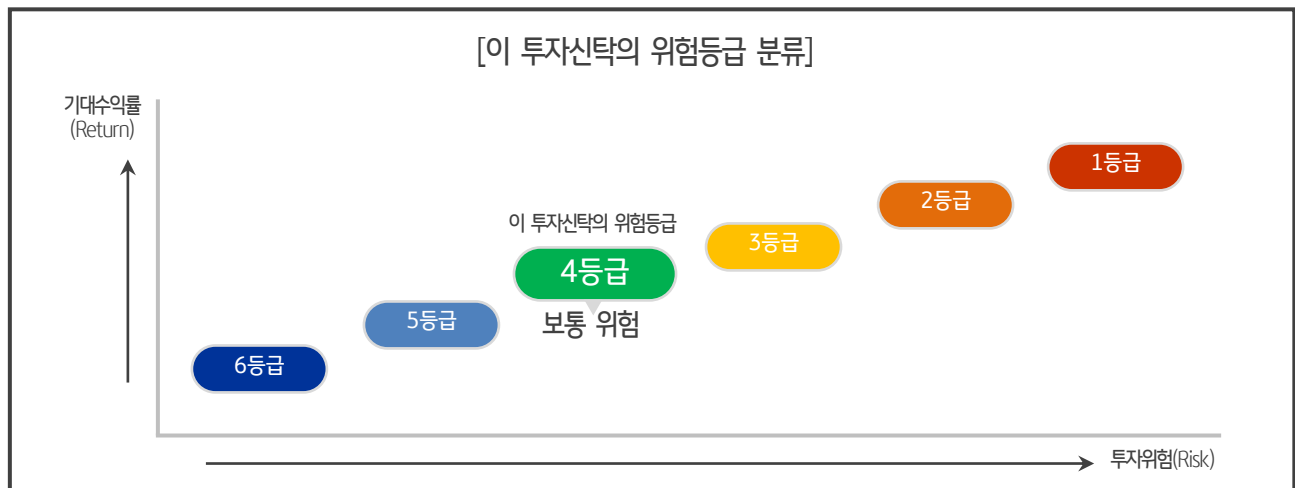 [이 투자신탁의 위험등급 분류]
기대수익률
(Return)
1등급
2등급
이 투자신탁의 위험등급
3등급
4등급
5등급
보통 위험
6등급
투자위험(Risk)